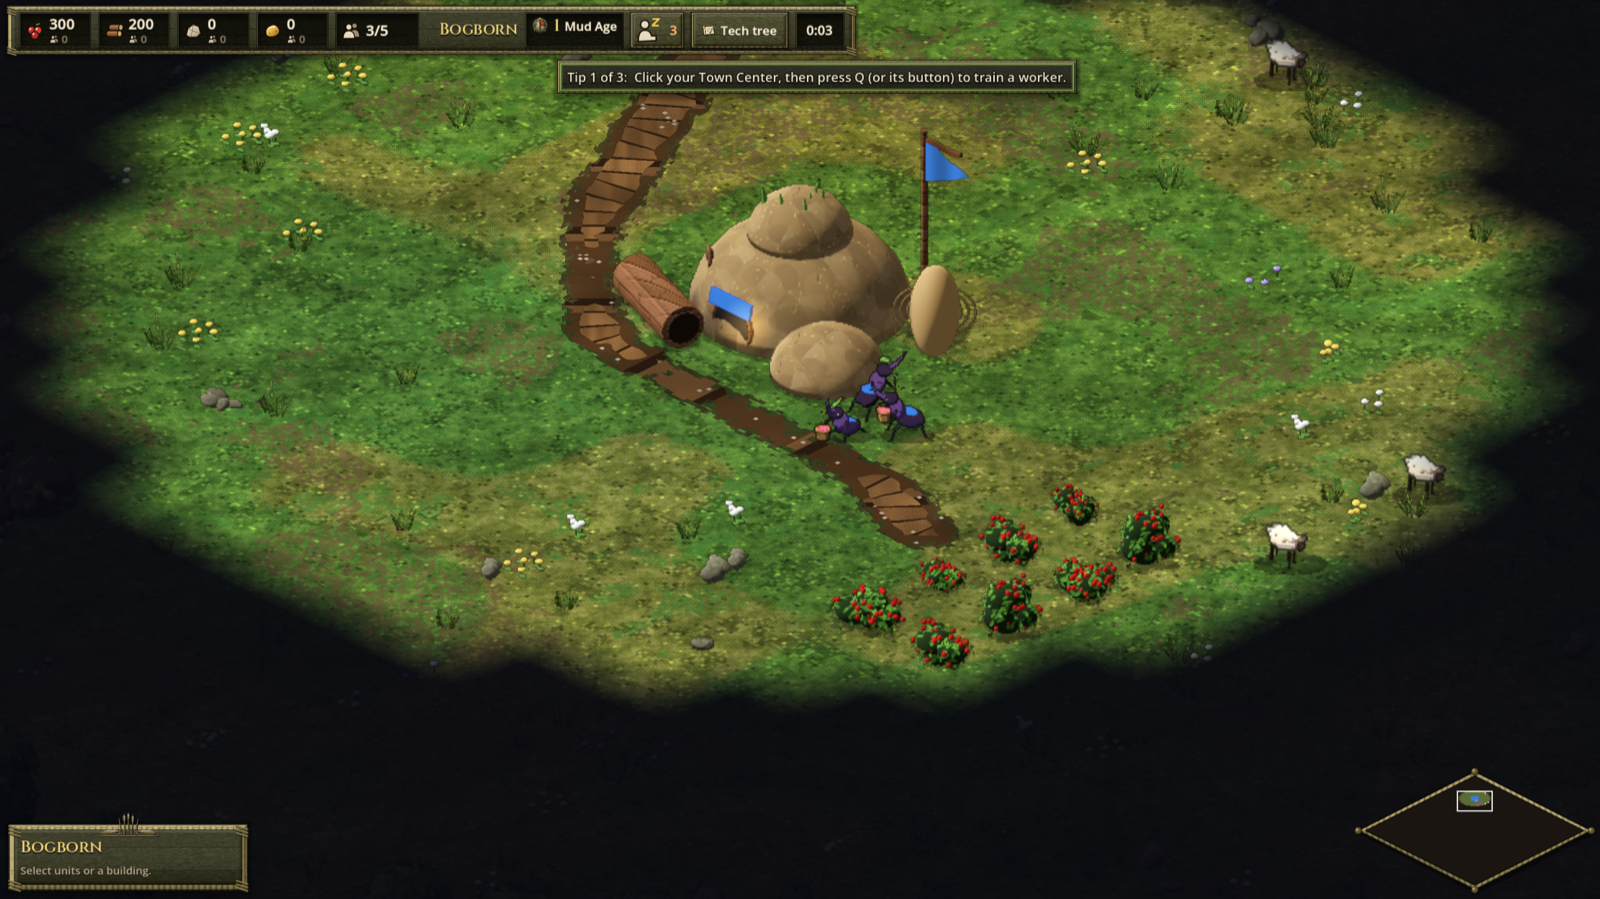 300 200 0 0 3/5 BOGBORN I Mud Age Z 3 Tech tree 0:03
0 0 0 0
Tip 1 of 3: Click your Town Center, then press Q (or its button) to train a worker.
BOGBORN
Select units or a building.